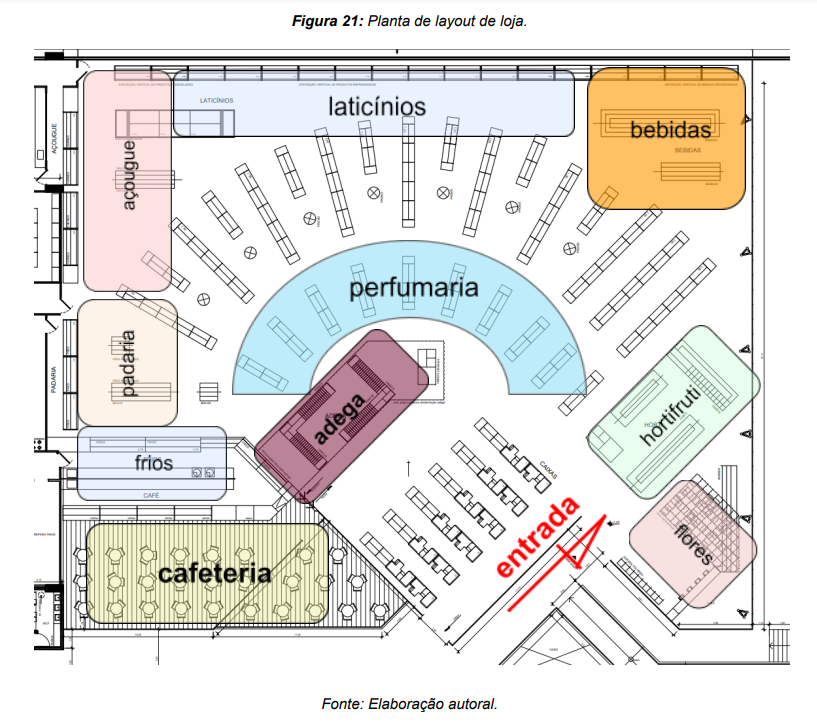 Figura 21: Planta de layout de loja.
LATICÍNIOS
laticínios
bebidas
BEBIDAS
AÇOUGUE
açougue
perfumaria
padaria
PADARIA
adega
hortifruti
frios
CAFÉ
CAIXAS
entrada
flores
cafeteria
Fonte: Elaboração autoral.